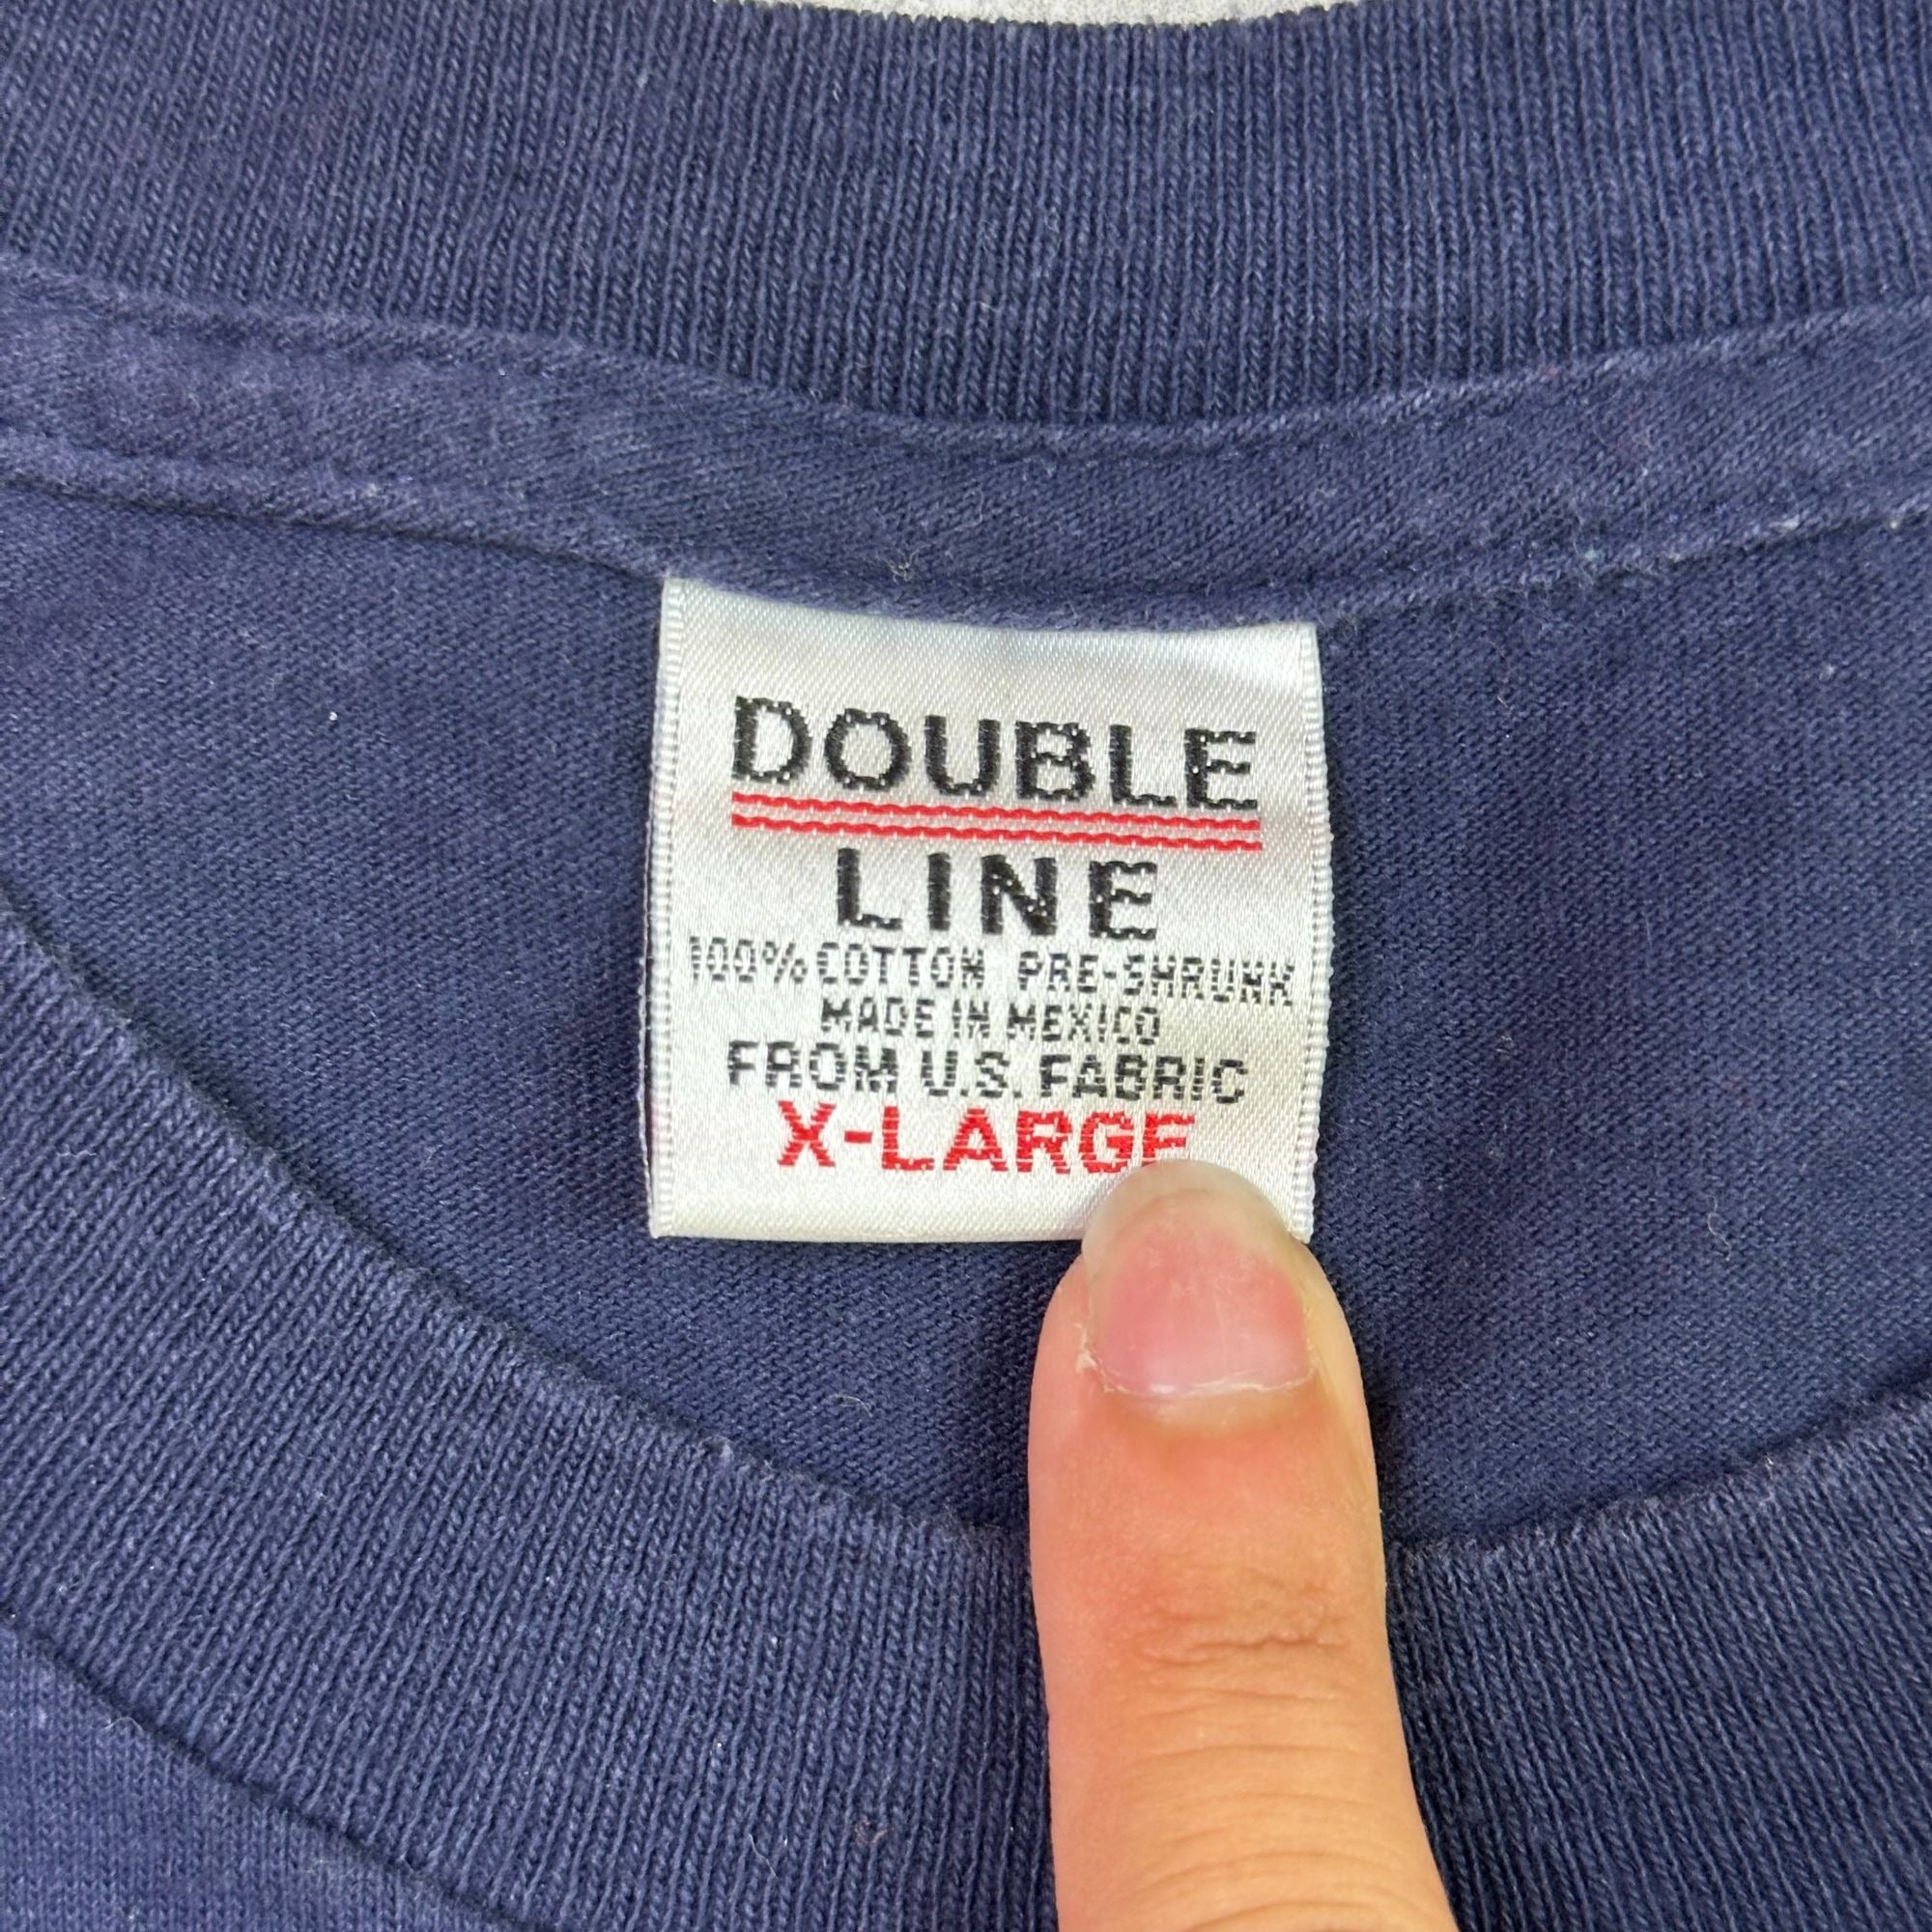 DOUBLE
LINE
100% COTTON PRE-SHRUNK
MADE IN MEXICO
FROM U.S. FABRIC
X-LARGE